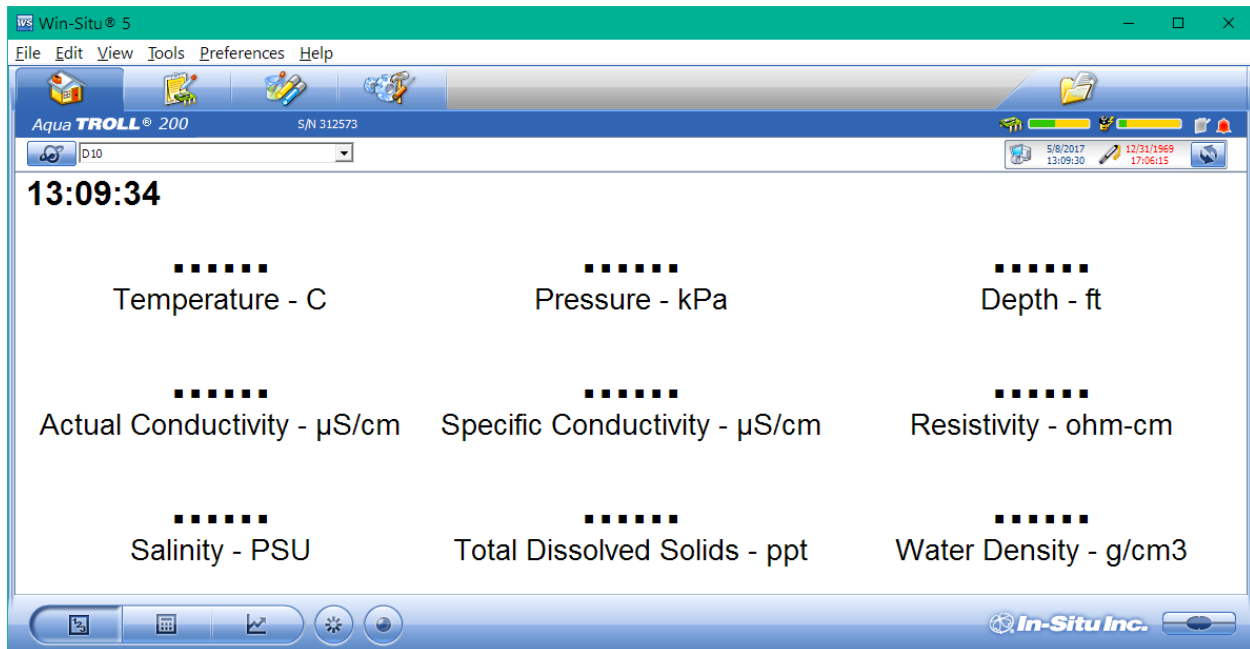 Win-Situ® 5
File Edit View Tools Preferences Help
Aqua TROLL® 200 S/N 312573
D10 5/8/2017 12/31/1969
13:09:30 17:06:15
13:09:34
Temperature - C Pressure - kPa Depth - ft
Actual Conductivity - µS/cm Specific Conductivity - µS/cm Resistivity - ohm-cm
Salinity - PSU Total Dissolved Solids - ppt Water Density - g/cm3
In-Situ Inc.